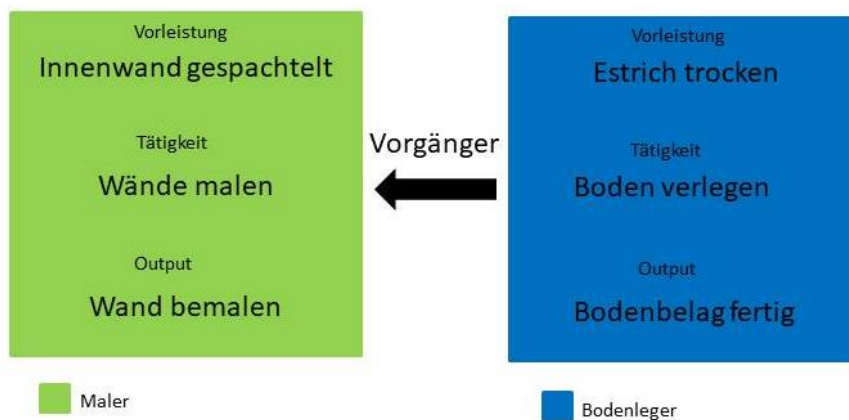 Vorleistung
Innenwand gespachtelt
Tätigkeit
Wände malen
Output
Wand bemalen
Maler
Vorgänger
Vorleistung
Estrich trocken
Tätigkeit
Boden verlegen
Output
Bodenbelag fertig
Bodenleger